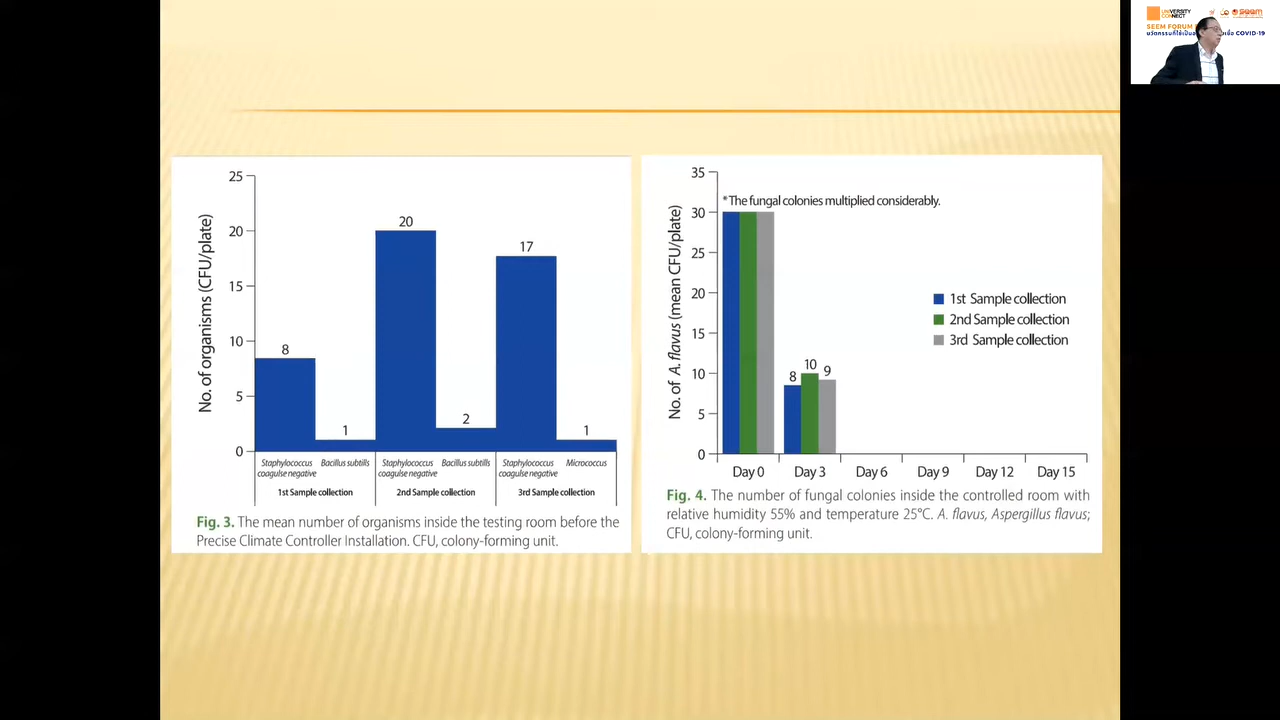 UNIVERSITY
CONNECT
seem
SEEM FORUM
COVID-19
25
20
15
10
5
0
No. of organisms (CFU/plate)
8
1
20
2
17
1
Staphylococcus
coagulse negative
Bacillus subtills
Staphylococcus
coagulse negative
Bacillus subtills
Staphylococcus
coagulse negative
Micrococcus
1st Sample collection
2nd Sample collection
3rd Sample collection
Fig. 3. The mean number of organisms inside the testing room before the
Precise Climate Controller Installation. CFU, colony-forming unit.
35
30
25
20
15
10
5
0
No. of A. flavus (mean CFU/plate)
*The fungal colonies multiplied considerably.
1st Sample collection
2nd Sample collection
3rd Sample collection
8
10
9
Day 0
Day 3
Day 6
Day 9
Day 12
Day 15
Fig. 4. The number of fungal colonies inside the controlled room with
relative humidity 55% and temperature 25°C. A. flavus, Aspergillus flavus;
CFU, colony-forming unit.